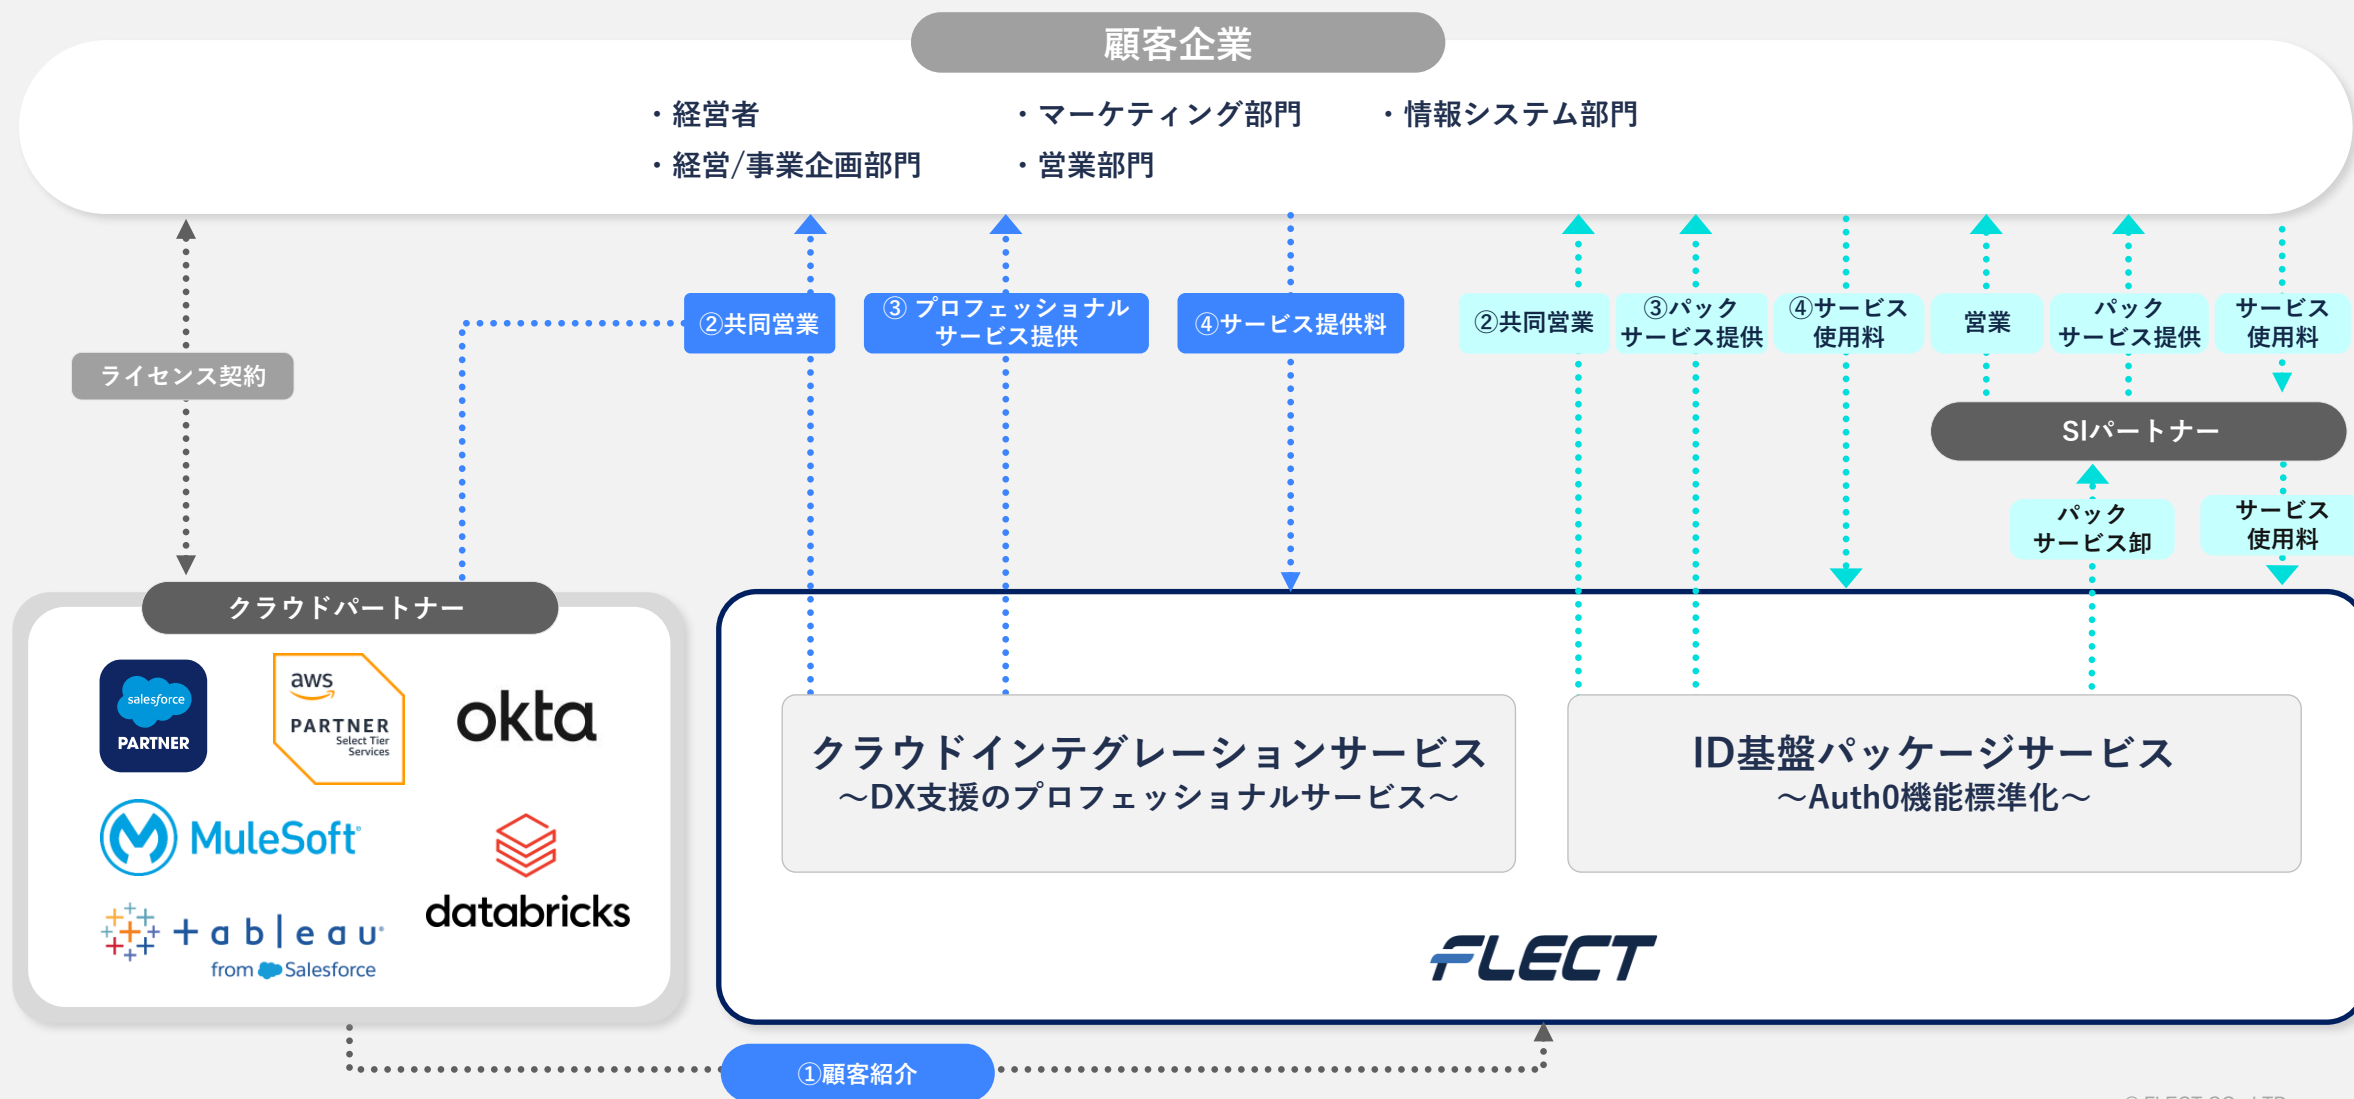 顧客企業
・経営者
・マーケティング部門
・情報システム部門
・経営/事業企画部門
・営業部門
②共同営業
③ プロフェッショナル
サービス提供
④サービス提供料
②共同営業
③パック
サービス提供
④サービス
使用料
営業
パック
サービス提供
サービス
使用料
ライセンス契約
SIパートナー
パック
サービス卸
サービス
使用料
クラウドパートナー
salesforce
PARTNER
aws
PARTNER
Select Tier
Services
okta
MuleSoft
databricks
+ableau
from Salesforce
クラウドインテグレーションサービス
〜DX支援のプロフェッショナルサービス〜
ID基盤パッケージサービス
〜Auth0機能標準化〜
FLECT
①顧客紹介